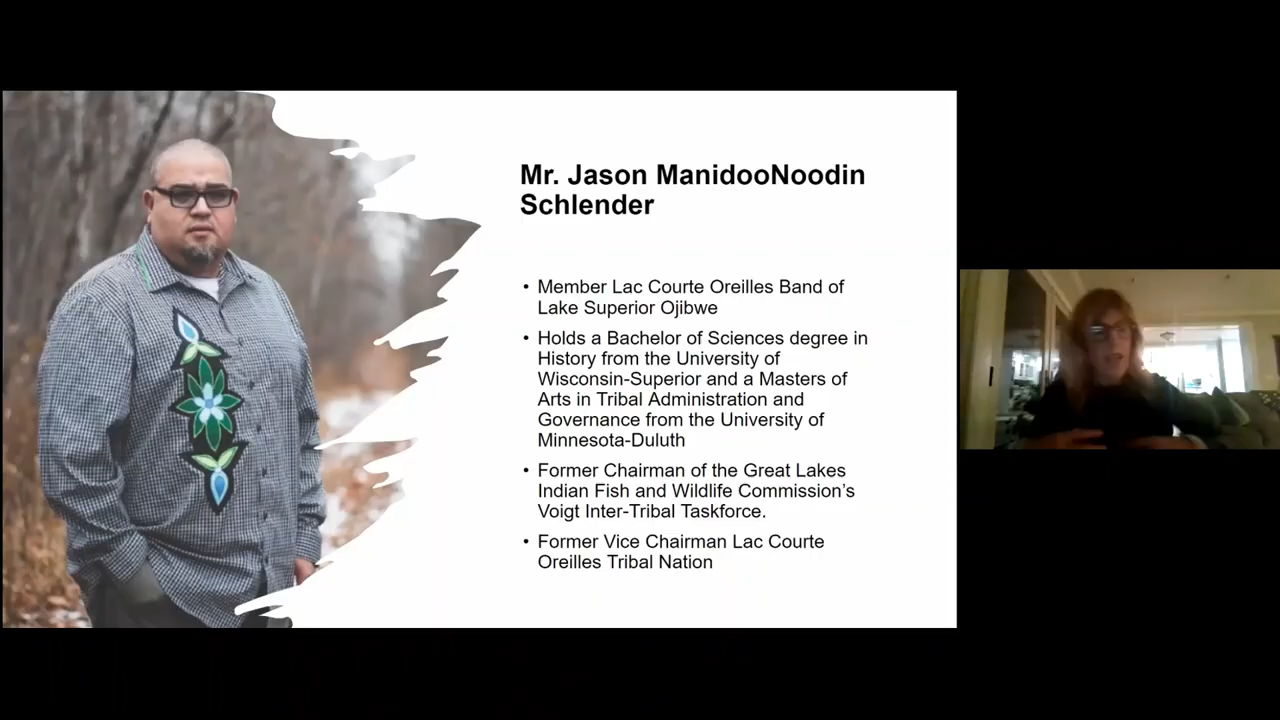 Mr. Jason ManidooNoodin
Schlender
• Member Lac Courte Oreilles Band of
Lake Superior Ojibwe
• Holds a Bachelor of Sciences degree in
History from the University of
Wisconsin-Superior and a Masters of
Arts in Tribal Administration and
Governance from the University of
Minnesota-Duluth
• Former Chairman of the Great Lakes
Indian Fish and Wildlife Commission’s
Voigt Inter-Tribal Taskforce.
• Former Vice Chairman Lac Courte
Oreilles Tribal Nation